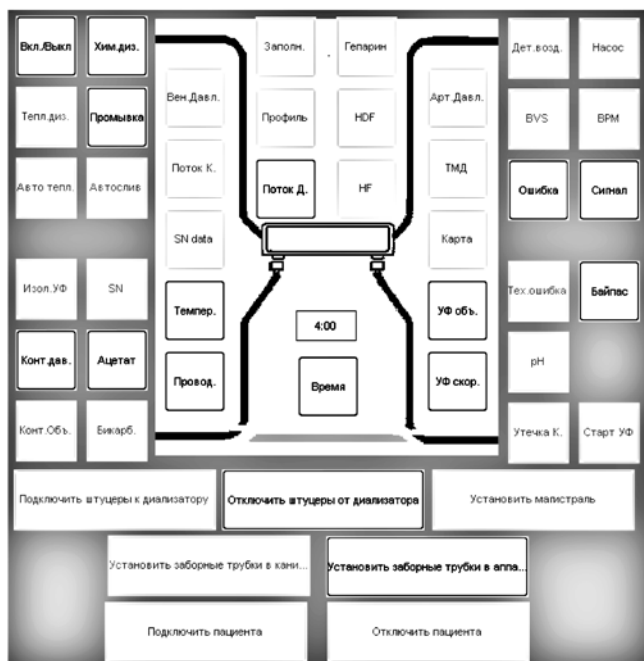 Вкл./Выкл
Хим.диз.
Заполн.
Гепарин
Дет.возд.
Насос
Вен.Давл.
Арт.Давл.
Тепл.диз.
Промывка
Профиль
HDF
BVS
BPM
Поток К.
ТМД
Авто тепл.
Автослив
Поток Д.
HF
Ошибка
Сигнал
SN data
Карта
Изол.УФ
SN
Темпер.
УФ объ.
Тех.ошибка
Байпас
4:00
Конт.дав.
Ацетат
Провод.
Время
УФ скор.
pH
Конт.Объ.
Бикарб.
Утечка К.
Старт УФ
Подключить штуцеры к диализатору
Отключить штуцеры от диализатора
Установить магистраль
Установить заборные трубки в кани...
Установить заборные трубки в аппа...
Подключить пациента
Отключить пациента